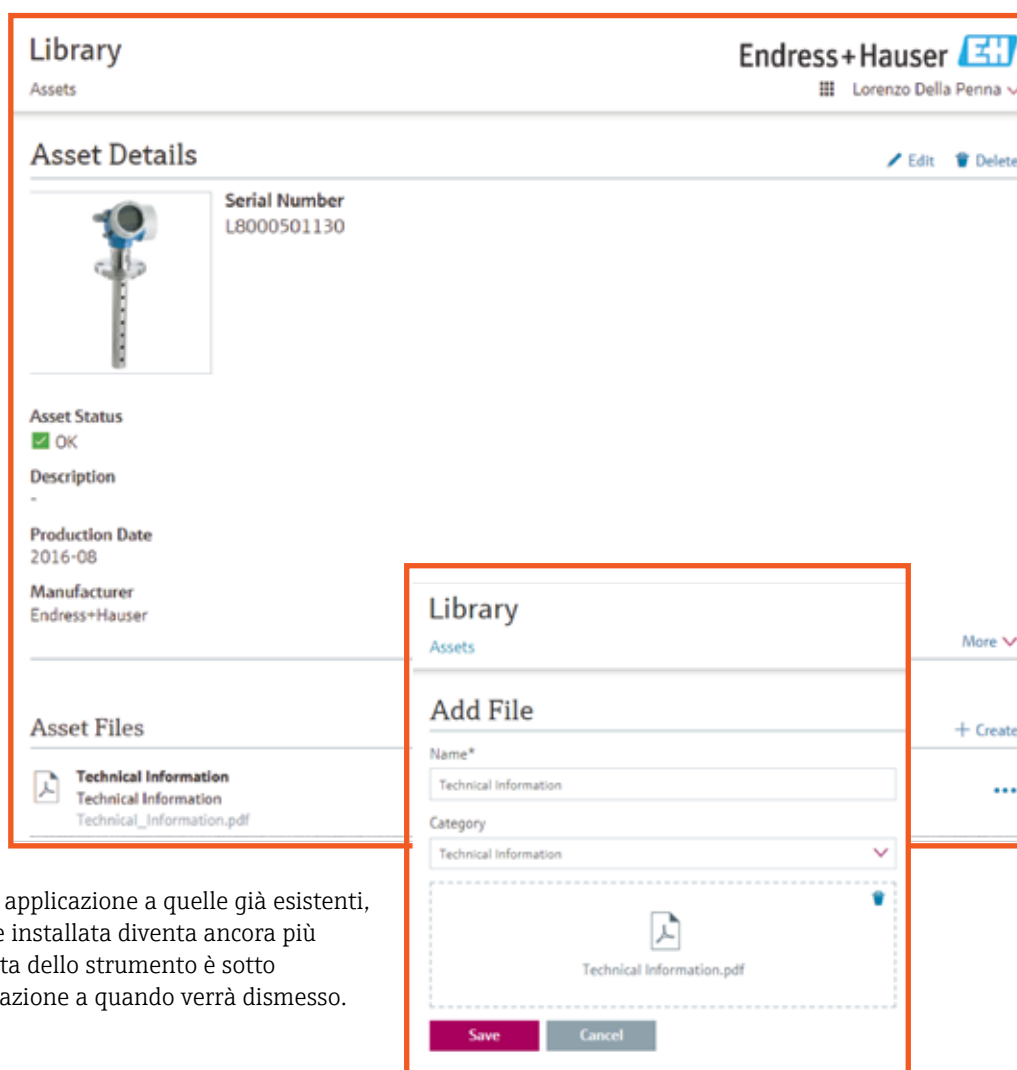 Library
Endress+Hauser EH
Assets
Lorenzo Della Penna
Asset Details
Edit Delete
Serial Number
L8000501130
Asset Status
OK
Description
-
Production Date
2016-08
Manufacturer
Endress+Hauser
More
Asset Files
+ Create
Technical Information
Technical Information
Technical_Information.pdf
...
Library
Assets
Add File
Name*
Technical Information
Category
Technical Information
Technical Information.pdf
Save Cancel
applicazione a quelle già esistenti,
e installata diventa ancora più
ta dello strumento è sotto
azione a quando verrà dismesso.